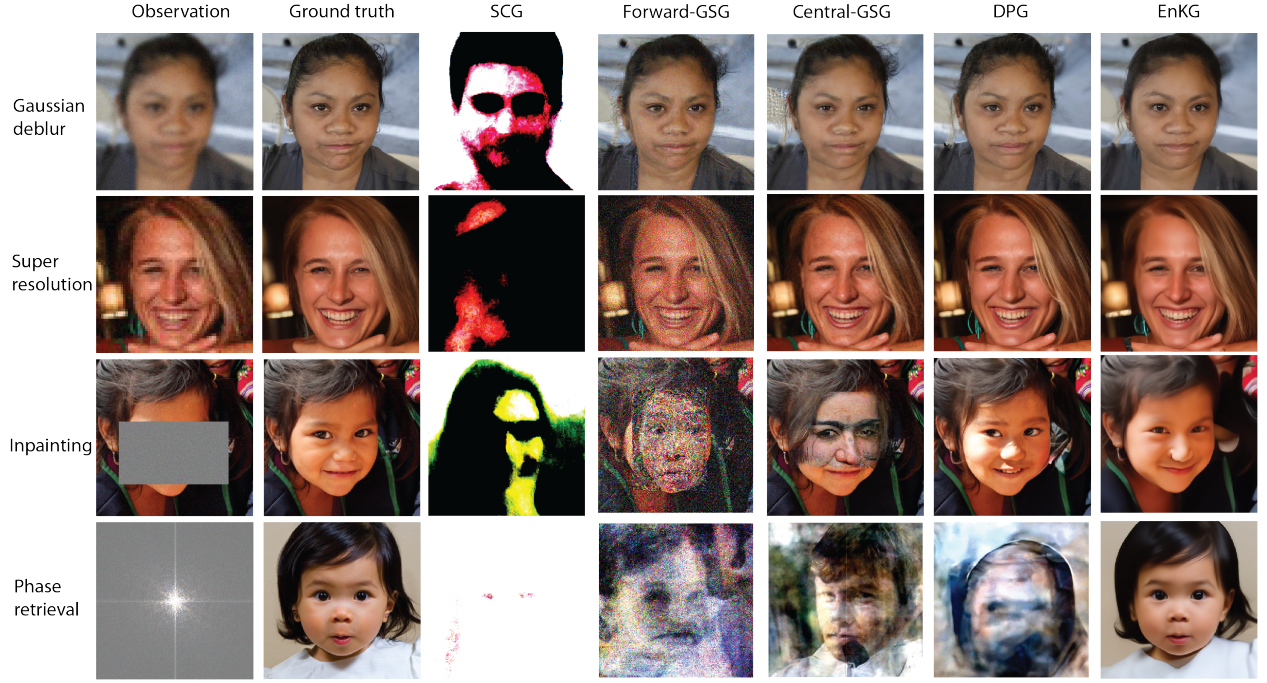 Observation
Ground truth
SCG
Forward-GSG
Central-GSG
DPG
EnKG
Gaussian
deblur
Super
resolution
Inpainting
Phase
retrieval